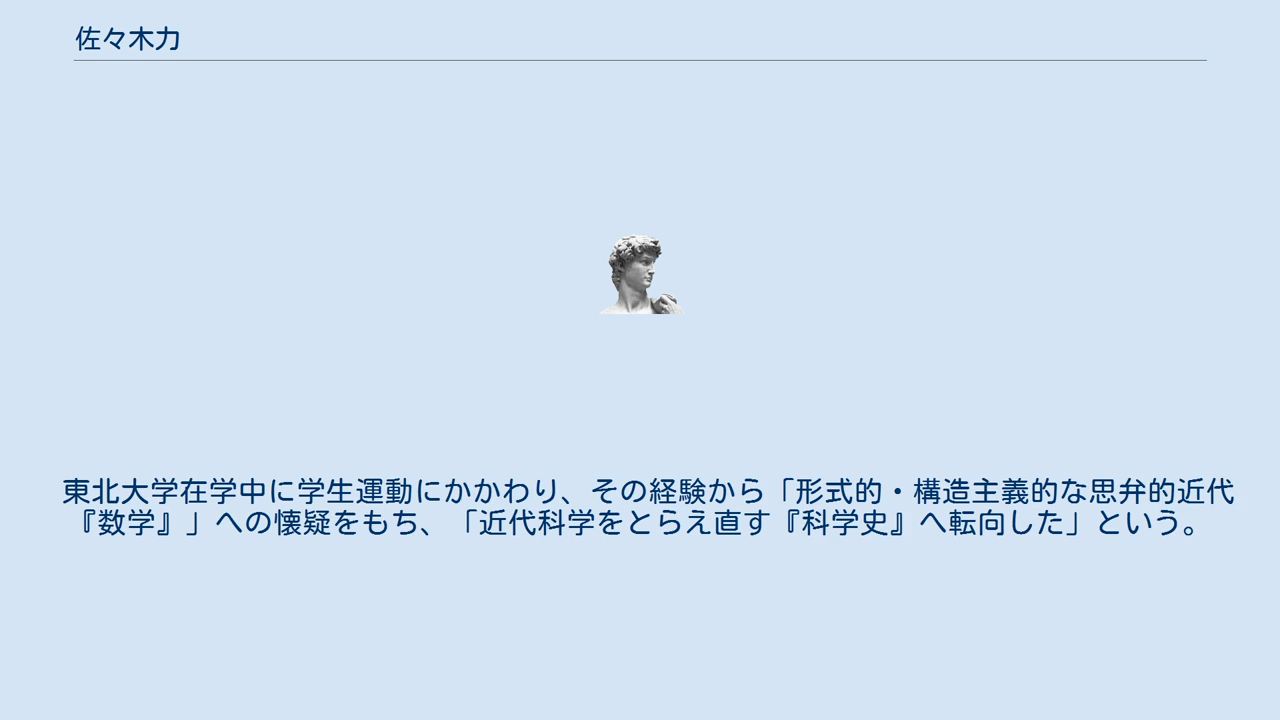 佐々木力
東北大学在学中に学生運動にかかわり、その経験から「形式的・構造主義的な思弁的近代
『数学』」への懐疑をもち、「近代科学をとらえ直す『科学史』へ転向した」という。